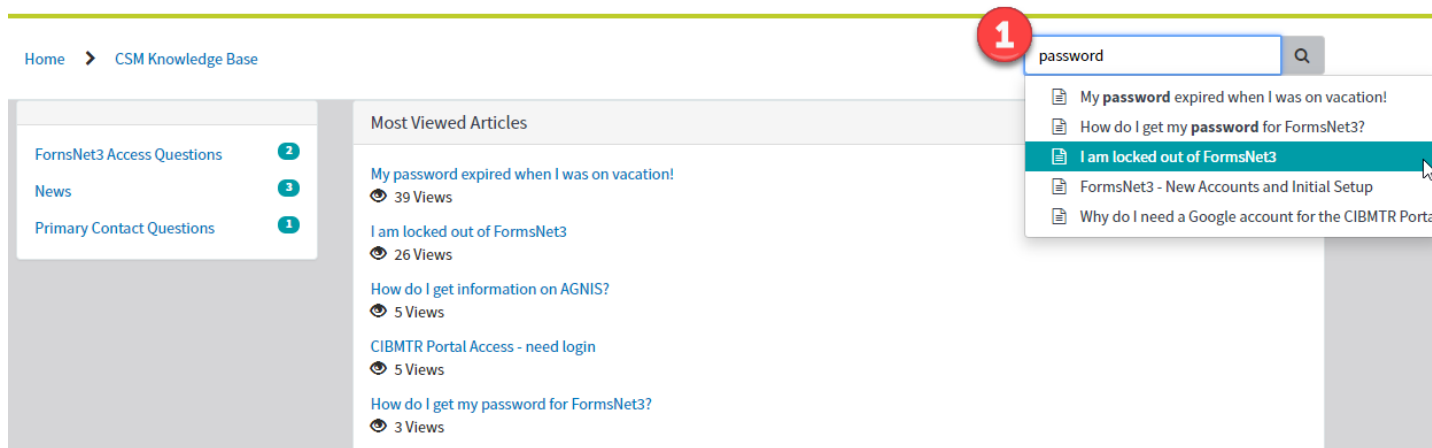 1
Home > CSM Knowledge Base
password
My password expired when I was on vacation!
How do I get my password for FormsNet3?
I am locked out of FormsNet3
FormsNet3 - New Accounts and Initial Setup
Why do I need a Google account for the CIBMTR Porta
FornsNet3 Access Questions 2
News 3
Primary Contact Questions 1
Most Viewed Articles
My password expired when I was on vacation!
39 Views
I am locked out of FormsNet3
26 Views
How do I get information on AGNIS?
5 Views
CIBMTR Portal Access - need login
5 Views
How do I get my password for FormsNet3?
3 Views